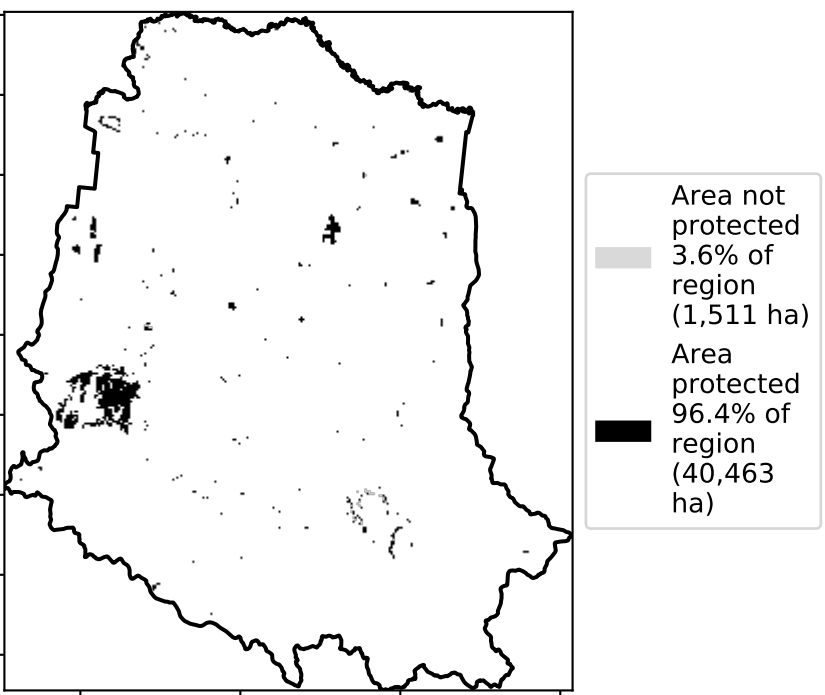 Area not
protected
3.6% of
region
(1,511 ha)
Area
protected
96.4% of
region
(40,463
ha)